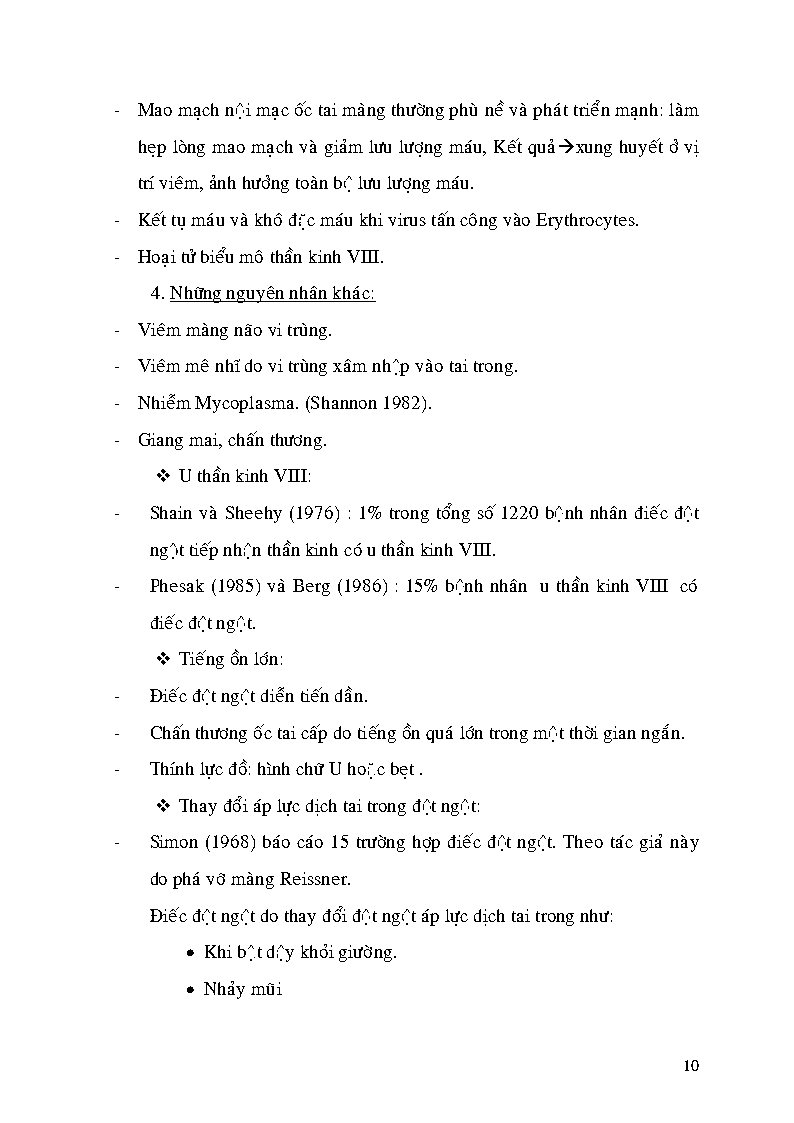 - Mao mạch nội mạc ốc tai màng thường phù nề và phát triển mạnh: làm
hẹp lòng mao mạch và giảm lưu lượng máu, Kết quả→xung huyết ở vị
trí viêm, ảnh hưởng toàn bộ lưu lượng máu.
- Kết tụ máu và khô đặc máu khi virus tấn công vào Erythrocytes.
- Hoại tử biểu mô thần kinh VIII.
4. Những nguyên nhân khác:
- Viêm màng não vi trùng.
- Viêm mê nhĩ do vi trùng xâm nhập vào tai trong.
- Nhiễm Mycoplasma. (Shannon 1982).
- Giang mai, chấn thương.
❖ U thần kinh VIII:
- Shain và Sheehy (1976) : 1% trong tổng số 1220 bệnh nhân điếc đột
ngột tiếp nhận thần kinh có u thần kinh VIII.
- Phesak (1985) và Berg (1986) : 15% bệnh nhân u thần kinh VIII có
điếc đột ngột.
❖ Tiếng ồn lớn:
- Điếc đột ngột diễn tiến dần.
- Chấn thương ốc tai cấp do tiếng ồn quá lớn trong một thời gian ngắn.
- Thính lực đồ: hình chữ U hoặc bẹt .
❖ Thay đổi áp lực dịch tai trong đột ngột:
- Simon (1968) báo cáo 15 trường hợp điếc đột ngột. Theo tác giả này
do phá vỡ màng Reissner.
Điếc đột ngột do thay đổi đột ngột áp lực dịch tai trong như:
• Khi bật dậy khỏi giường.
• Nhảy mũi
10